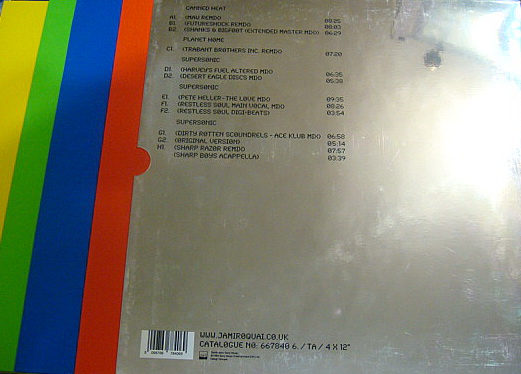 CANNED HEAT
A1. (MAW REMIX) 08:25
B1. (FUTURESHOCK REMIX) 08:03
B2. (SHANKS & BIGFOOT (EXTENDED MASTER MIX) 06:29
PLANET HOME
C1. (TRABANT BROTHERS INC. REMIX) 07:20
SUPERSONIC
D1. (HARVEY'S FUEL ALTERED MIX) 06:35
D2. (DESERT EAGLE DISCS MIX) 05:38
SUPERSONIC
E1. (PETE HELLER-THE LOVE MIX) 09:35
F1. (RESTLESS SOUL MAIN VOCAL MIX) 08:26
F2. (RESTLESS SOUL DIGI-BEATS) 03:54
SUPERSONIC
G1. (DIRTY ROTTEN SCOUNDRELS - ACE KLUB MIX) 06:58
G2. (ORIGINAL VERSION) 05:14
H1. (SHARP RAZOR REMIX) 07:57
(SHARP BOYS ACAPPELLA) 03:39
WWW.JAMIROQUAI.CO.UK
CATALOGUE NO: 667840 6. / TA / 4 X 12"